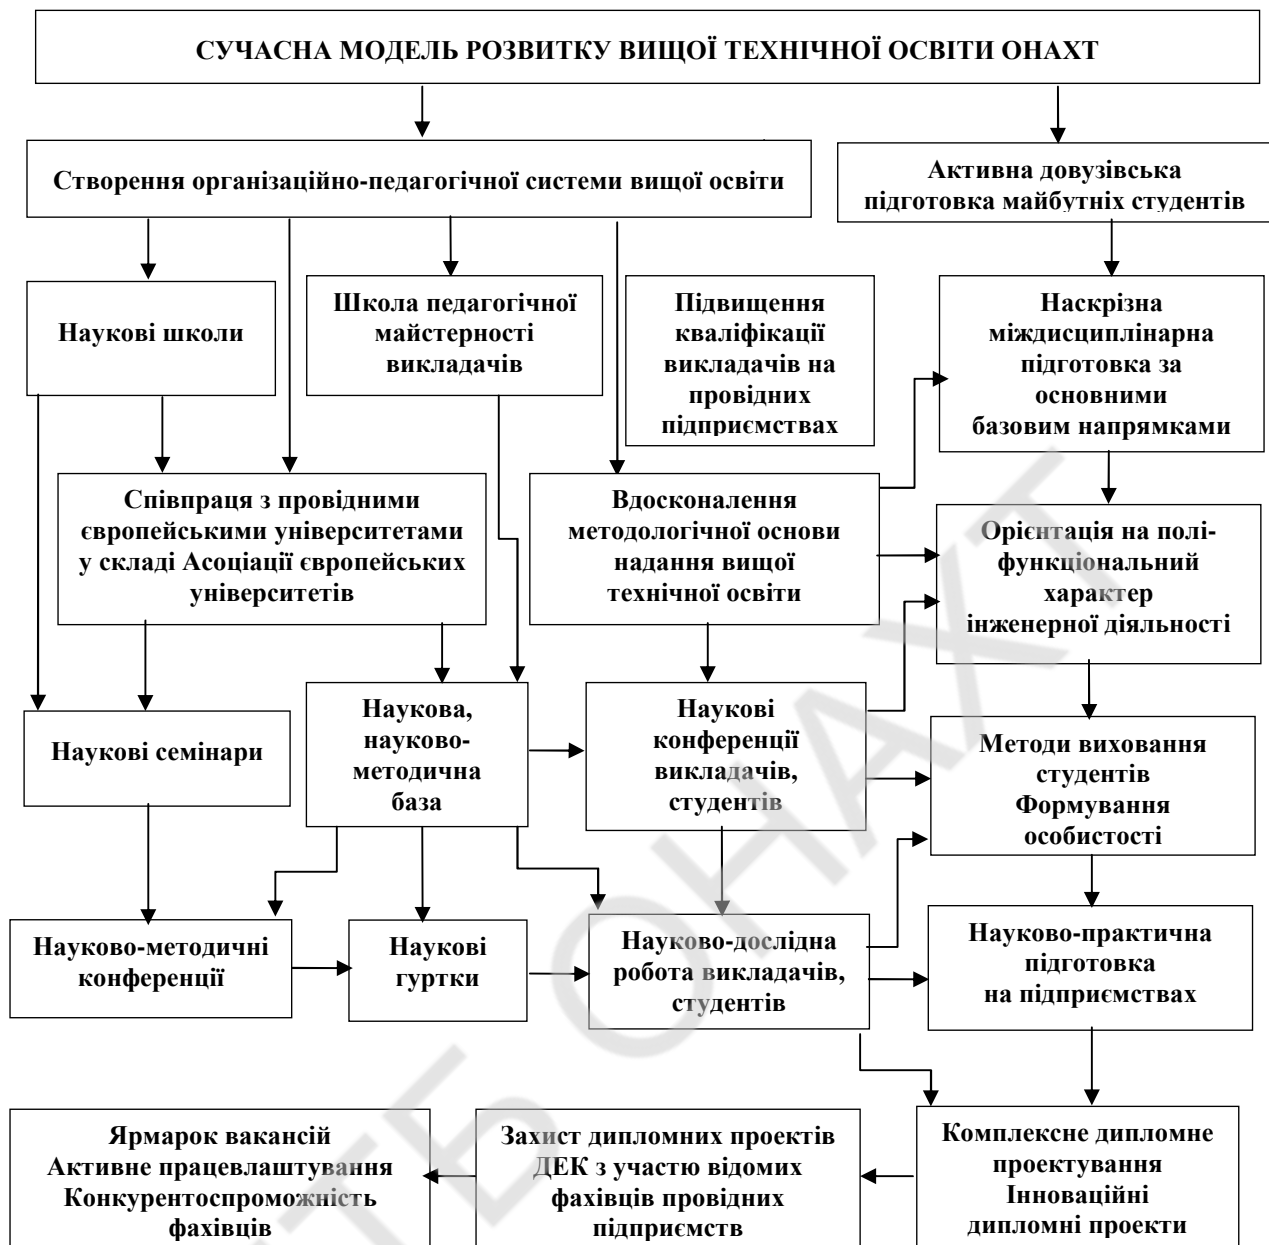 СУЧАСНА МОДЕЛЬ РОЗВИТКУ ВИЩОЇ ТЕХНІЧНОЇ ОСВІТИ ОНАХТ
Створення організаційно-педагогічної системи вищої освіти
Активна довузівська
підготовка майбутніх студентів
Наукові школи
Школа педагогічної
майстерності
викладачів
Підвищення
кваліфікації
викладачів на
провідних
підприємствах
Наскрізна
міждисциплінарна
підготовка за
основними
базовим напрямками
Співпраця з провідними
європейськими університетами
у складі Асоціації європейських
університетів
Вдосконалення
методологічної основи
надання вищої
технічної освіти
Орієнтація на полі-
функціональний
характер
інженерної діяльності
Наукові семінари
Наукова,
науково-
методична
база
Наукові
конференції
викладачів,
студентів
Методи виховання
студентів
Формування
особистості
Науково-методичні
конференції
Наукові
гуртки
Науково-дослідна
робота викладачів,
студентів
Науково-практична
підготовка
на підприємствах
Ярмарок вакансій
Активне працевлаштування
Конкурентоспроможність
фахівців
Захист дипломних проектів
ДЕК з участю відомих
фахівців провідних
підприємств
Комплексне дипломне
проектування
Інноваційні
дипломні проекти
ТЬ ОНАХТ